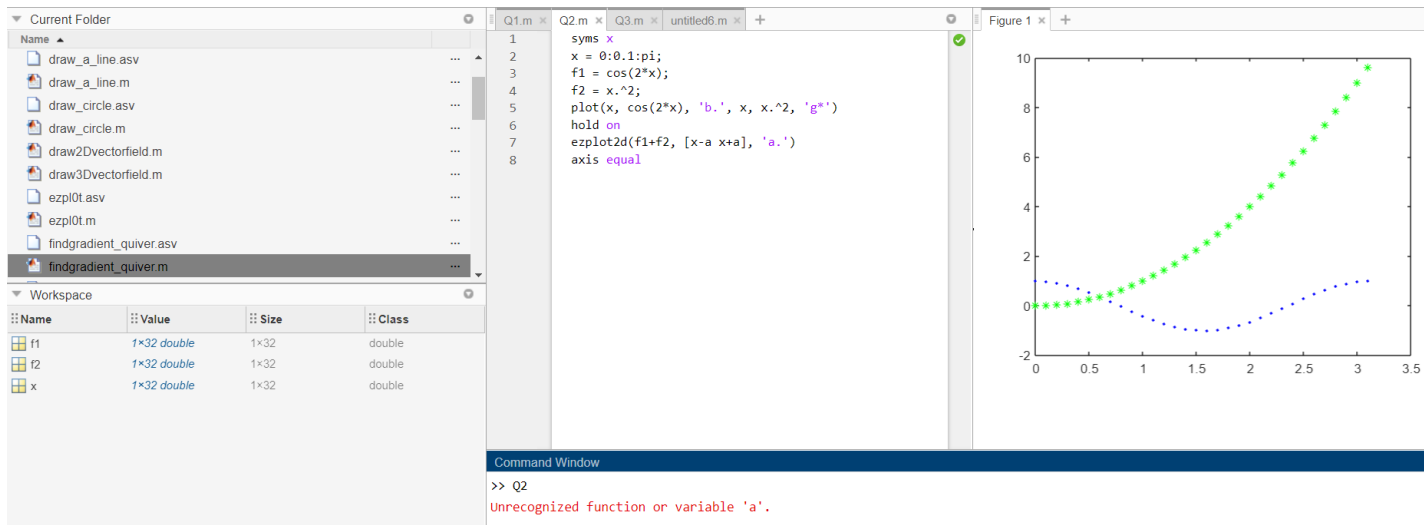 Current Folder
Name
draw_a_line.asv
draw_a_line.m
draw_circle.asv
draw_circle.m
draw2Dvectorfield.m
draw3Dvectorfield.m
ezpl0t.asv
ezpl0t.m
findgradient_quiver.asv
findgradient_quiver.m
Workspace
Name Value Size Class
f1 1×32 double 1×32 double
f2 1×32 double 1×32 double
x 1×32 double 1×32 double
Q1.m Q2.m Q3.m untitled6.m
1 syms x
2 x = 0:0.1:pi;
3 f1 = cos(2*x);
4 f2 = x.^2;
5 plot(x, cos(2*x), 'b.', x, x.^2, 'g*')
6 hold on
7 ezplot2d(f1+f2, [x-a x+a], 'a.')
8 axis equal
Figure 1
10
8
6
4
2
0
-2
0 0.5 1 1.5 2 2.5 3 3.5
Command Window
>> Q2
Unrecognized function or variable 'a'.